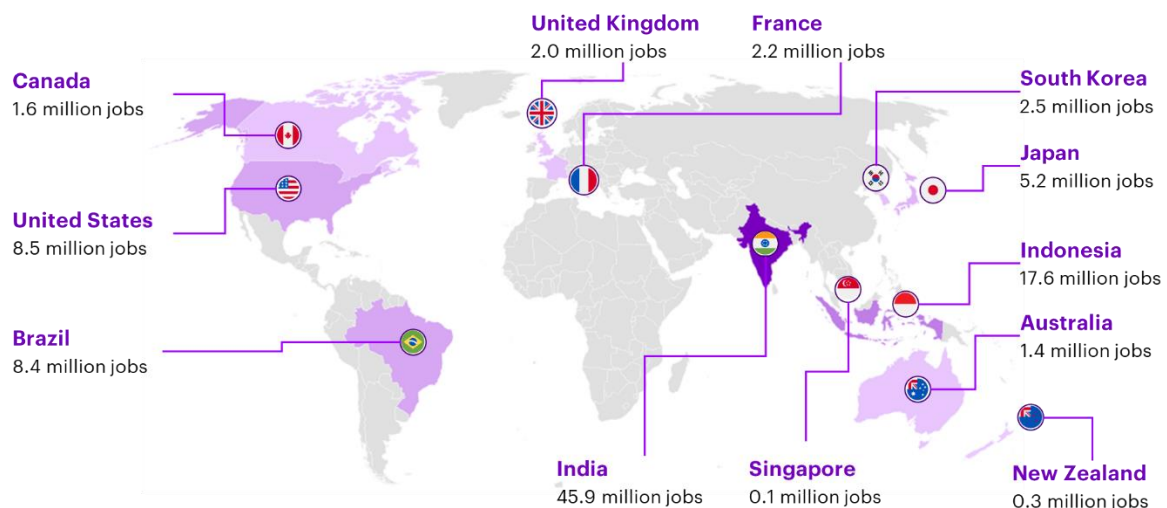 United Kingdom
2.0 million jobs
France
2.2 million jobs
Canada
1.6 million jobs
South Korea
2.5 million jobs
Japan
5.2 million jobs
United States
8.5 million jobs
Indonesia
17.6 million jobs
Brazil
8.4 million jobs
Australia
1.4 million jobs
India
45.9 million jobs
Singapore
0.1 million jobs
New Zealand
0.3 million jobs